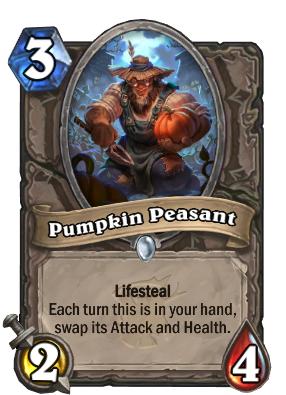 3
Pumpkin Peasant
Lifesteal
Each turn this is in your hand,
swap its Attack and Health.
2
4